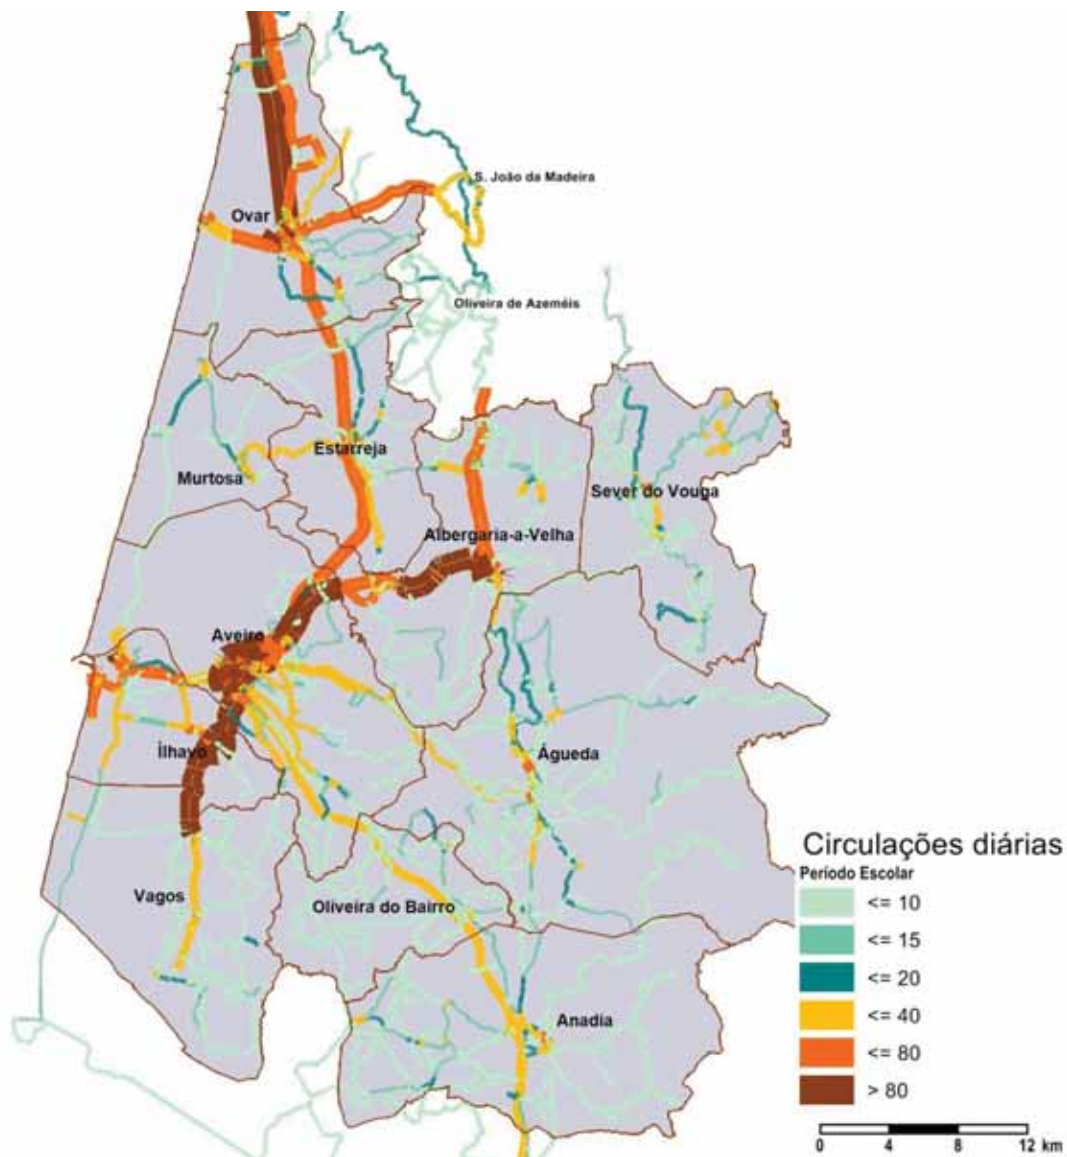 S. João da Madeira
Ovar
Oliveira de Azeméis
Estarreja
Murtosa
Sever do Vouga
Albergaria-a-Velha
Aveiro
Ílhavo
Águeda
Circulações diárias
Período Escolar
<= 10
<= 15
<= 20
<= 40
<= 80
> 80
Vagos
Oliveira do Bairro
Anadia
0 4 8 12 km